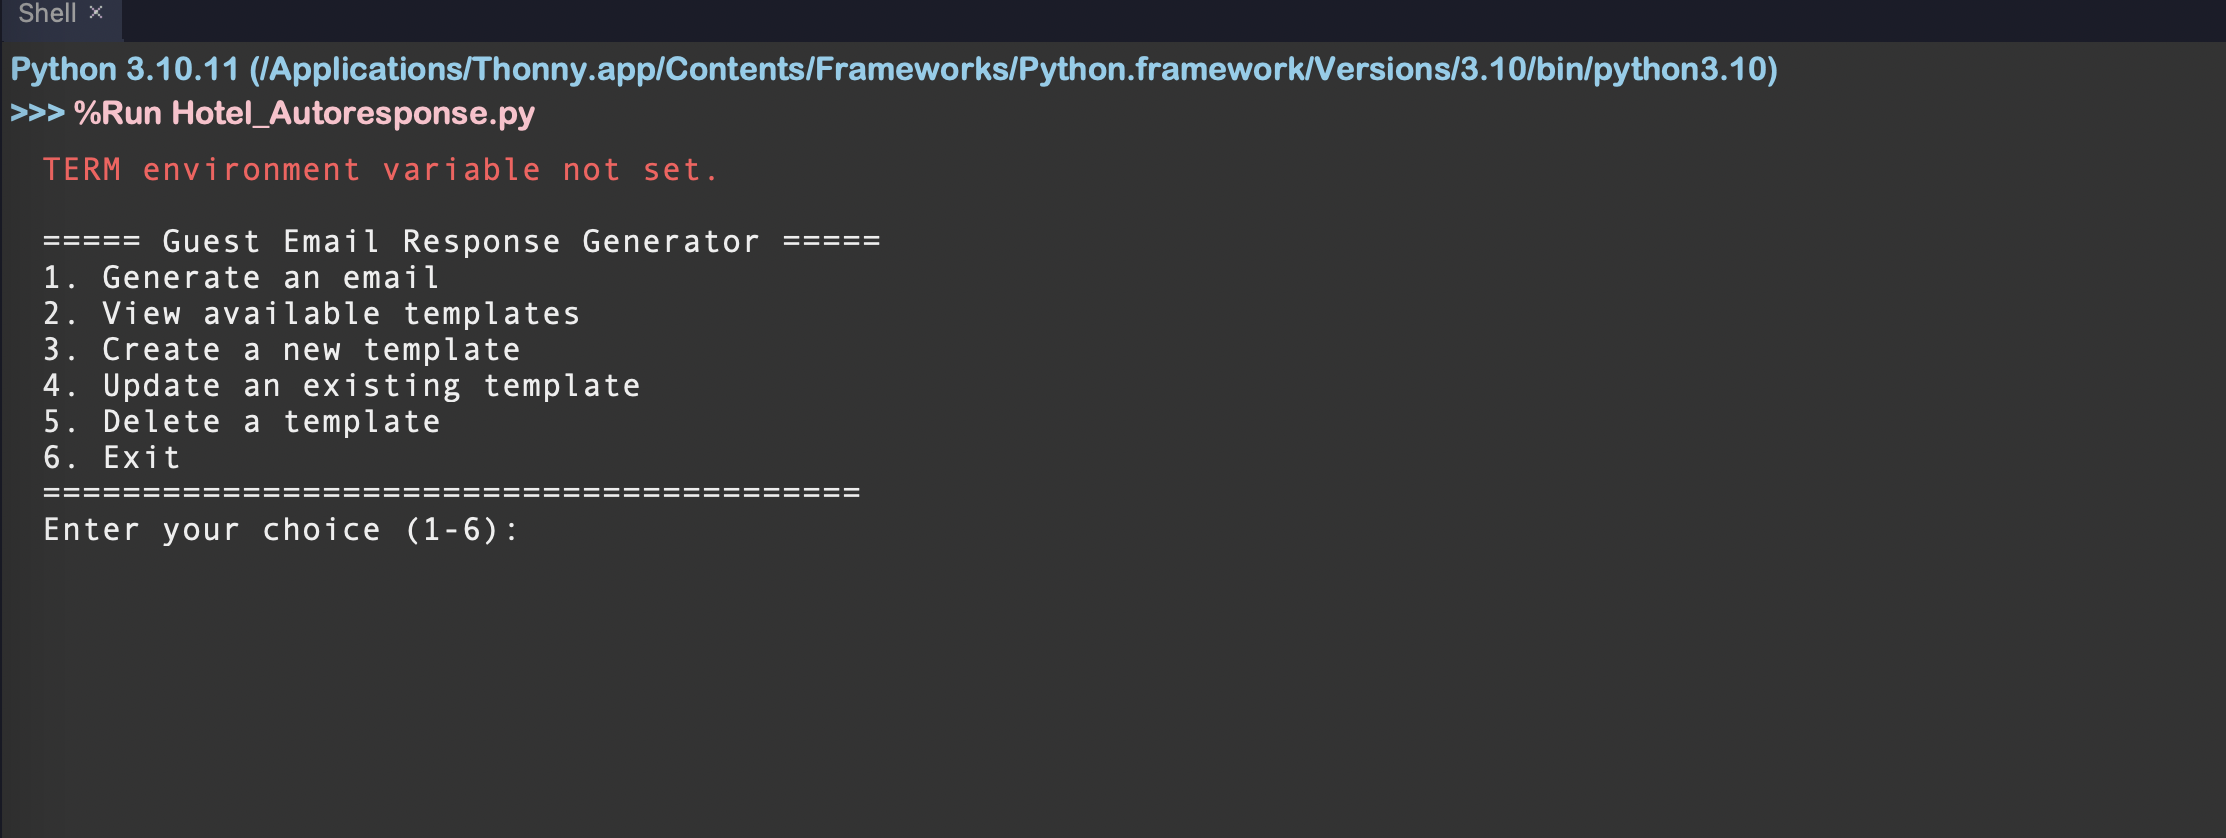 Shell ×
Python 3.10.11 (/Applications/Thonny.app/Contents/Frameworks/Python.framework/Versions/3.10/bin/python3.10)
>>> %Run Hotel_Autoresponse.py
TERM environment variable not set.
===== Guest Email Response Generator =====
1. Generate an email
2. View available templates
3. Create a new template
4. Update an existing template
5. Delete a template
6. Exit
=========================================
Enter your choice (1-6):